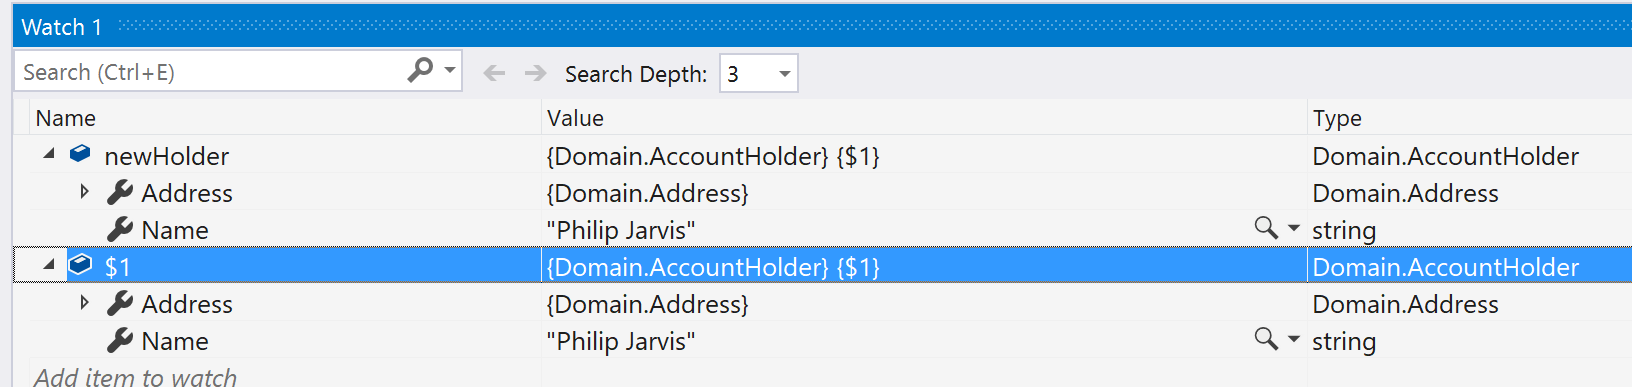 Watch 1
Search (Ctrl+E) Search Depth: 3
Name Value Type
newHolder {Domain.AccountHolder} {$1} Domain.AccountHolder
Address {Domain.Address} Domain.Address
Name "Philip Jarvis" string
$1 {Domain.AccountHolder} {$1} Domain.AccountHolder
Address {Domain.Address} Domain.Address
Name "Philip Jarvis" string
Add item to watch